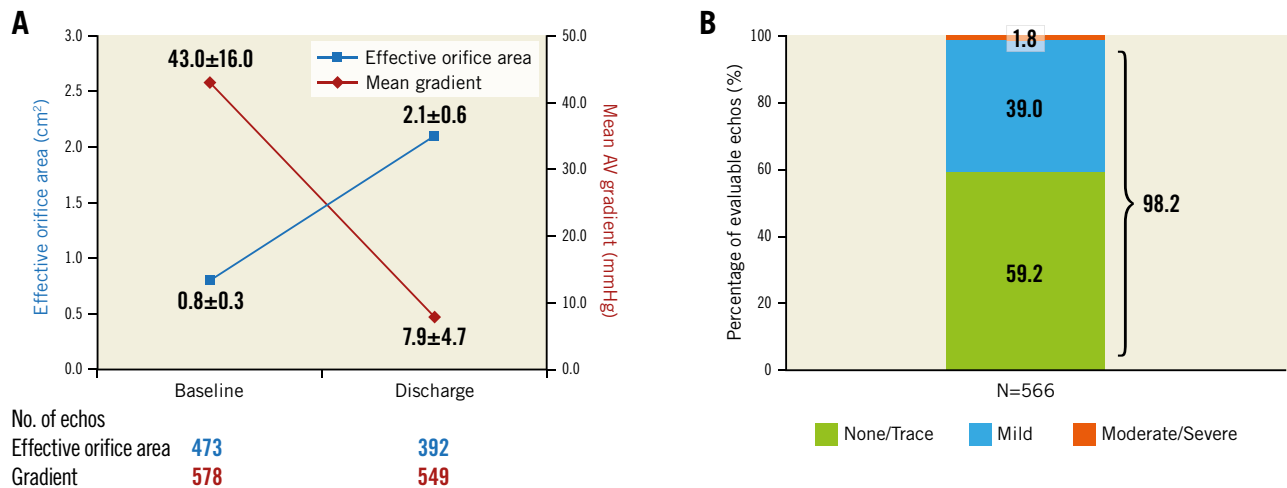 A
Effective orifice area (cm²)
3.0
2.5
2.0
1.5
1.0
0.5
0.0
43.0±16.0
0.8±0.3
2.1±0.6
7.9±4.7
Effective orifice area
Mean gradient
50.0
40.0
30.0
20.0
10.0
0.0
Mean AV gradient (mmHg)
Baseline Discharge
No. of echos
Effective orifice area 473 392
Gradient 578 549
B
Percentage of evaluable echos (%)
100
80
60
40
20
0
1.8
39.0
59.2
98.2
N=566
None/Trace Mild Moderate/Severe